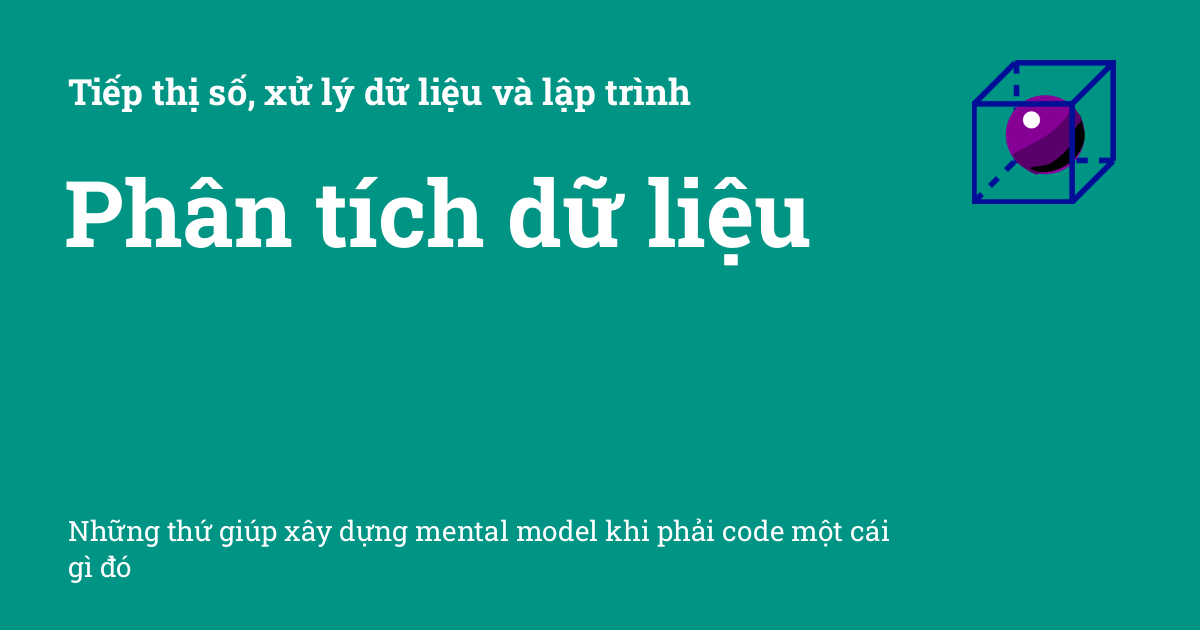 Tiếp thị số, xử lý dữ liệu và lập trình
Phân tích dữ liệu
Những thứ giúp xây dựng mental model khi phải code một cái
gì đó